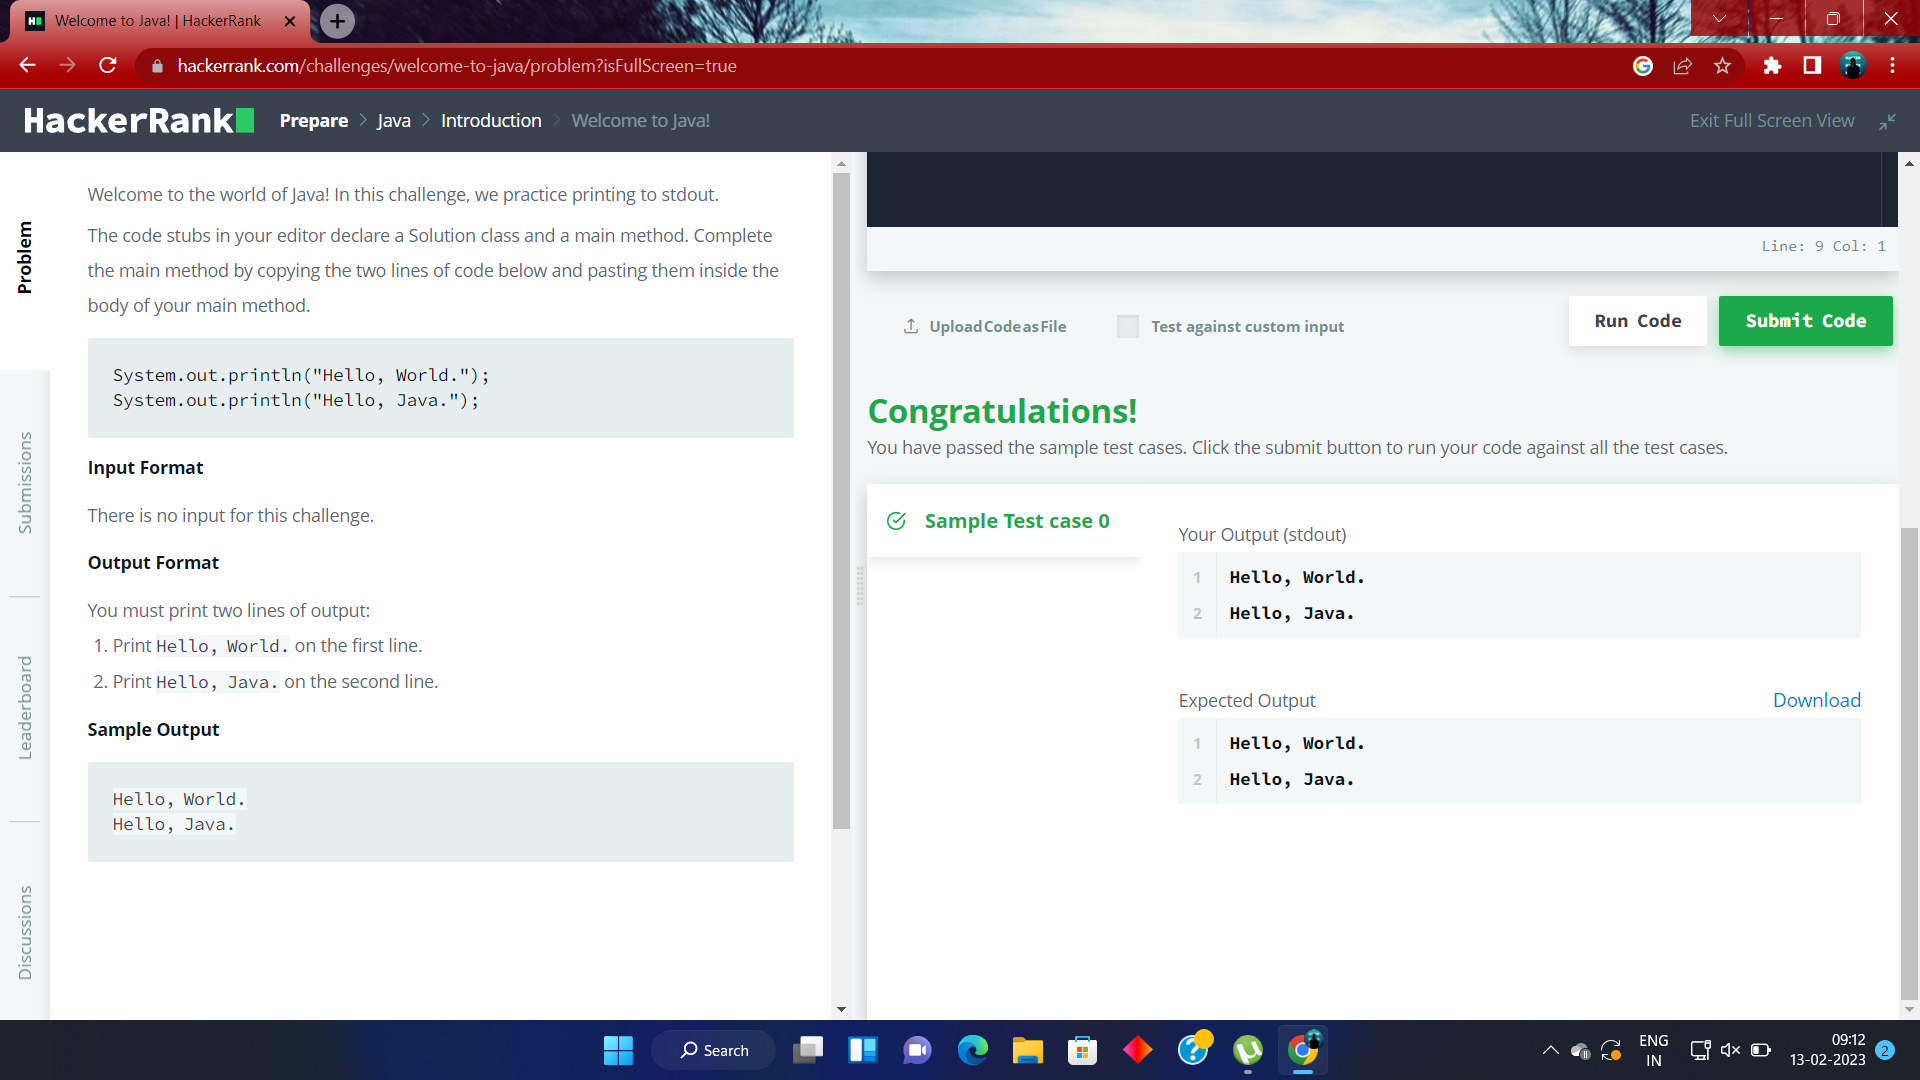 Welcome to Java! | HackerRank
hackerrank.com/challenges/welcome-to-java/problem?isFullScreen=true
HackerRank
Prepare > Java > Introduction > Welcome to Java!
Exit Full Screen View
Problem
Submissions
Leaderboard
Discussions
Welcome to the world of Java! In this challenge, we practice printing to stdout.
The code stubs in your editor declare a Solution class and a main method. Complete
the main method by copying the two lines of code below and pasting them inside the
body of your main method.
System.out.println("Hello, World.");
System.out.println("Hello, Java.");
Input Format
There is no input for this challenge.
Output Format
You must print two lines of output:
1. Print Hello, World. on the first line.
2. Print Hello, Java. on the second line.
Sample Output
Hello, World.
Hello, Java.
Line: 9 Col: 1
Upload Code as File
Test against custom input
Run Code
Submit Code
Congratulations!
You have passed the sample test cases. Click the submit button to run your code against all the test cases.
Sample Test case 0
Your Output (stdout)
1 Hello, World.
2 Hello, Java.
Expected Output
Download
1 Hello, World.
2 Hello, Java.
Search
ENG
IN
09:12
13-02-2023
2